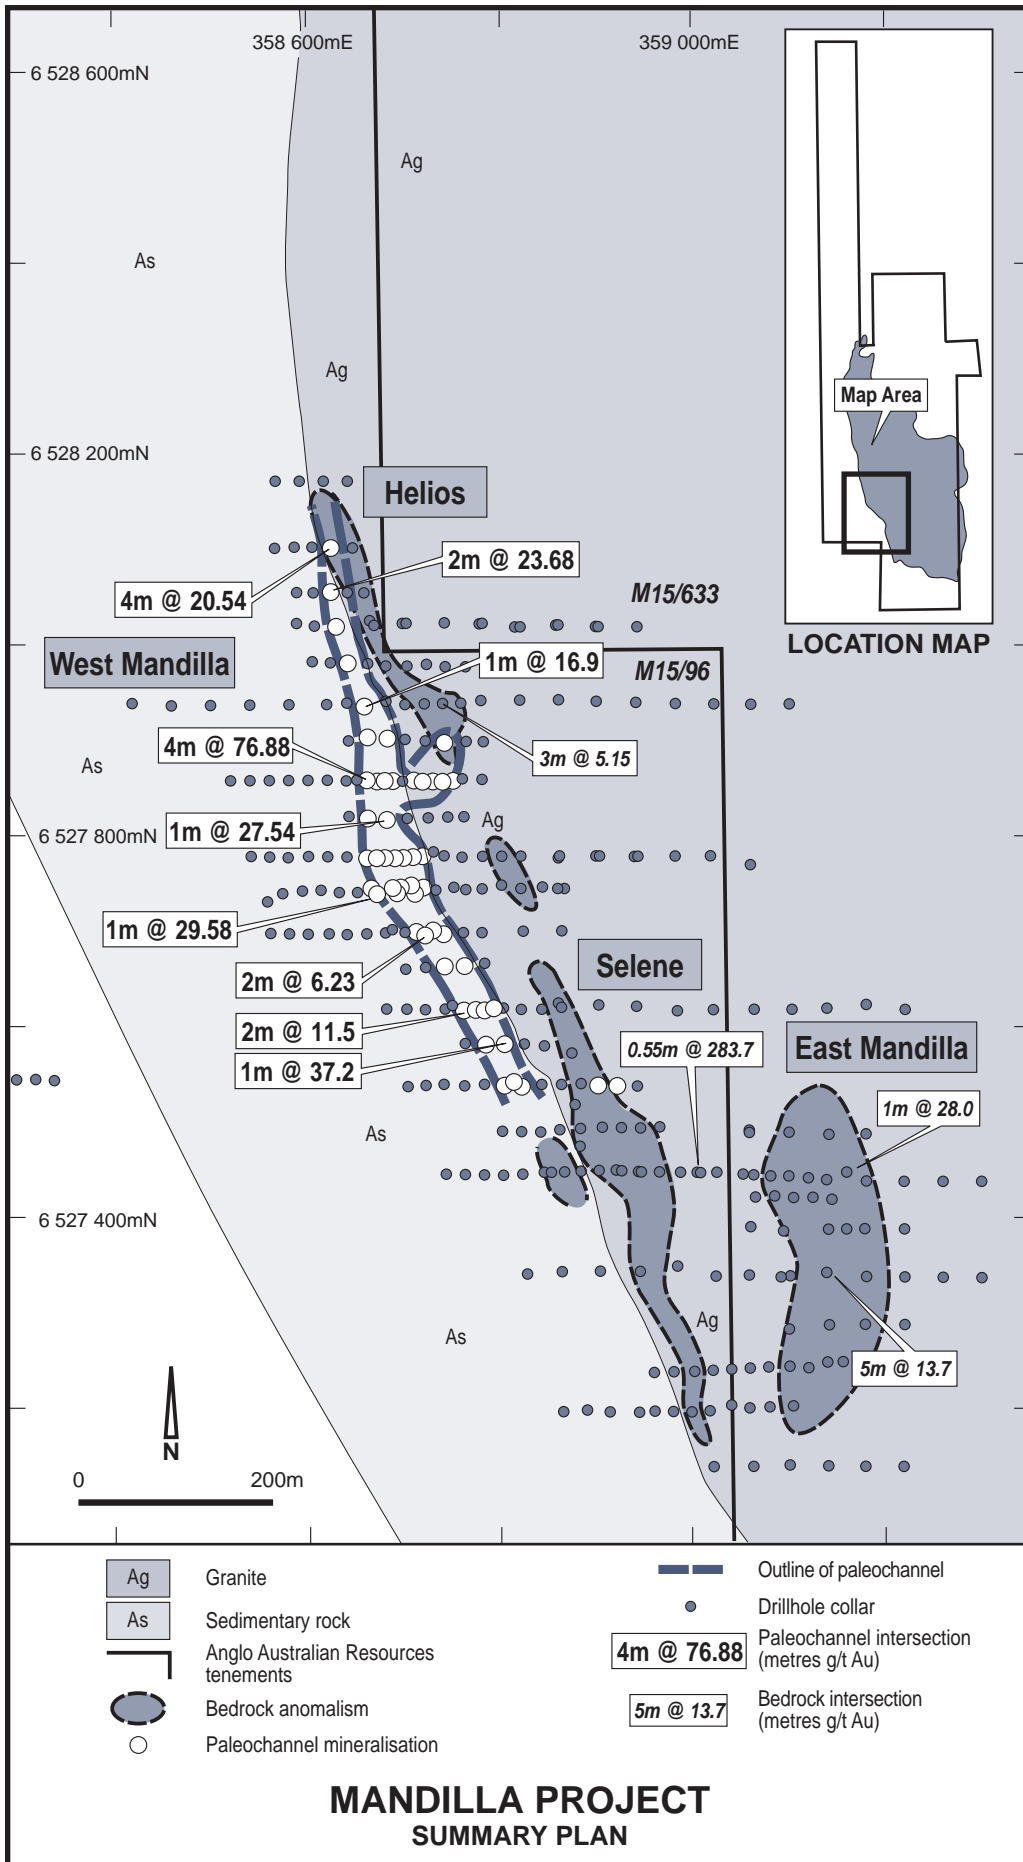 358 600mE
359 000mE
6 528 600mN
Ag
As
Ag
Map Area
6 528 200mN
Helios
2m @ 23.68
4m @ 20.54
M15/633
LOCATION MAP
West Mandilla
1m @ 16.9
M15/96
4m @ 76.88
3m @ 5.15
As
1m @ 27.54
Ag
6 527 800mN
1m @ 29.58
2m @ 6.23
Selene
2m @ 11.5
0.55m @ 283.7
East Mandilla
1m @ 37.2
1m @ 28.0
As
6 527 400mN
Ag
As
5m @ 13.7
N
0
200m
Ag
Granite
As
Sedimentary rock
Anglo Australian Resources
tenements
Bedrock anomalism
Paleochannel mineralisation
Outline of paleochannel
Drillhole collar
4m @ 76.88
Paleochannel intersection
(metres g/t Au)
5m @ 13.7
Bedrock intersection
(metres g/t Au)
MANDILLA PROJECT
SUMMARY PLAN